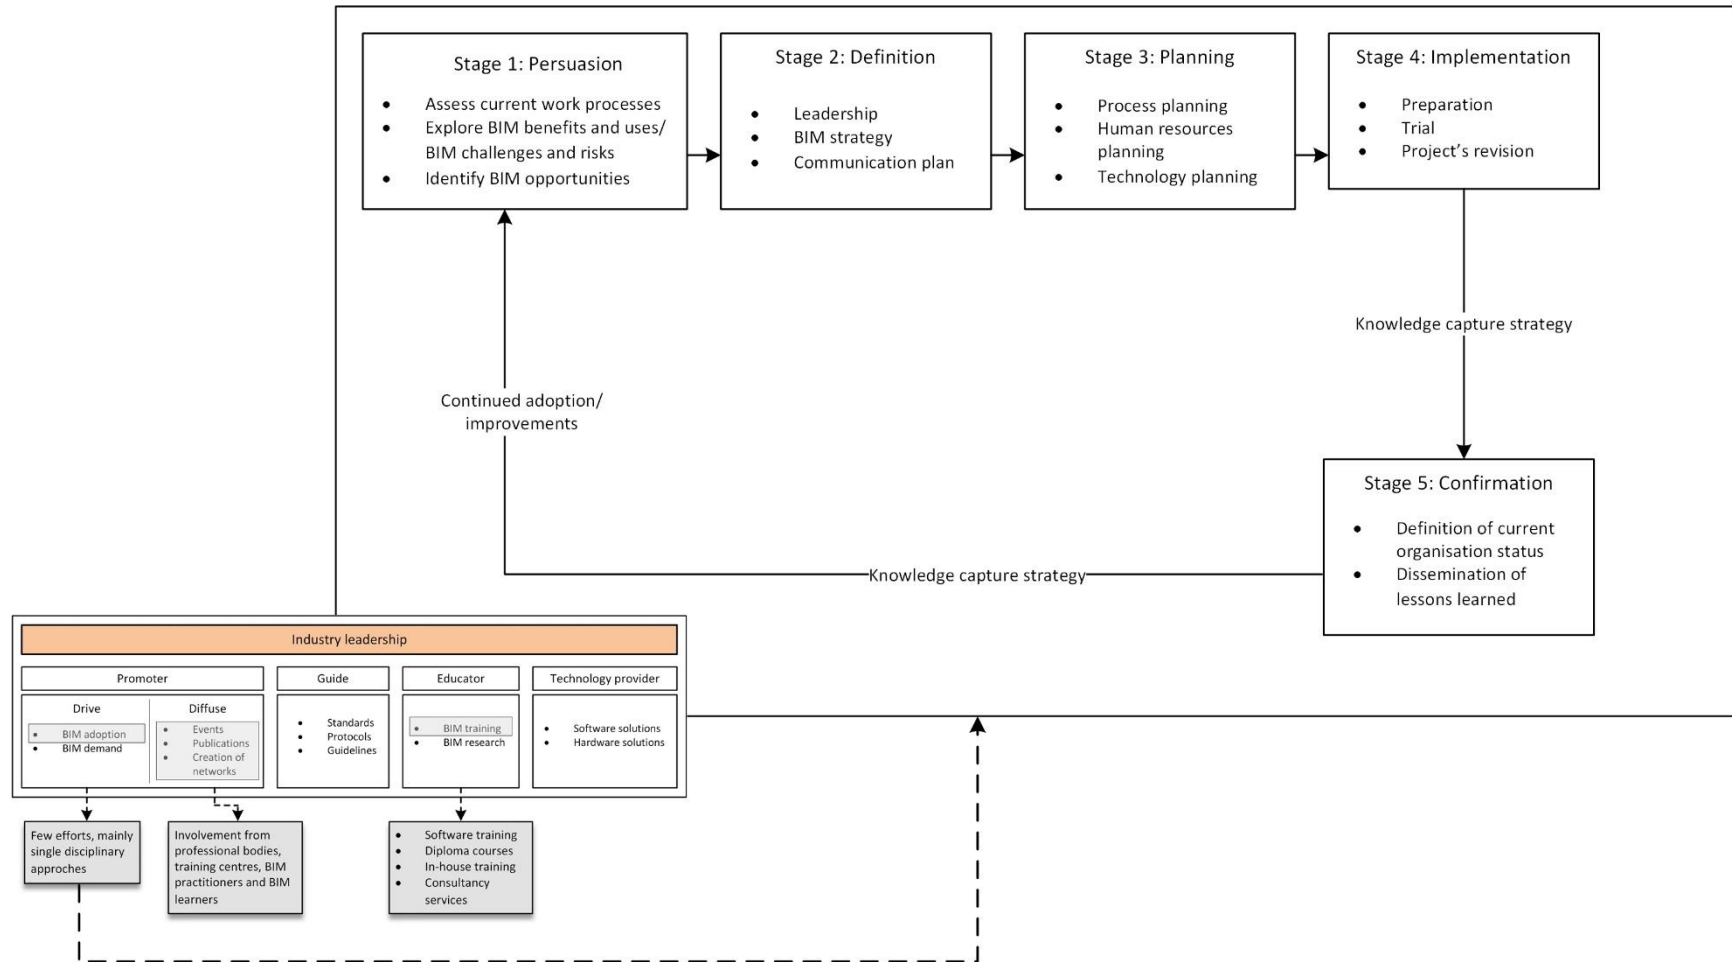 Stage 1: Persuasion
• Assess current work processes
• Explore BIM benefits and uses/
BIM challenges and risks
• Identify BIM opportunities
Stage 2: Definition
• Leadership
• BIM strategy
• Communication plan
Stage 3: Planning
• Process planning
• Human resources
planning
• Technology planning
Stage 4: Implementation
• Preparation
• Trial
• Project’s revision
Knowledge capture strategy
Continued adoption/
improvements
Stage 5: Confirmation
• Definition of current
organisation status
• Dissemination of
lessons learned
Knowledge capture strategy
Industry leadership
Promoter
Drive
• BIM adoption
• BIM demand
Diffuse
• Events
• Publications
• Creation of
networks
Guide
• Standards
• Protocols
• Guidelines
Educator
• BIM training
• BIM research
Technology provider
• Software solutions
• Hardware solutions
Few efforts, mainly
single disciplinary
approches
Involvement from
professional bodies,
training centres, BIM
practitioners and BIM
learners
• Software training
• Diploma courses
• In-house training
• Consultancy
services